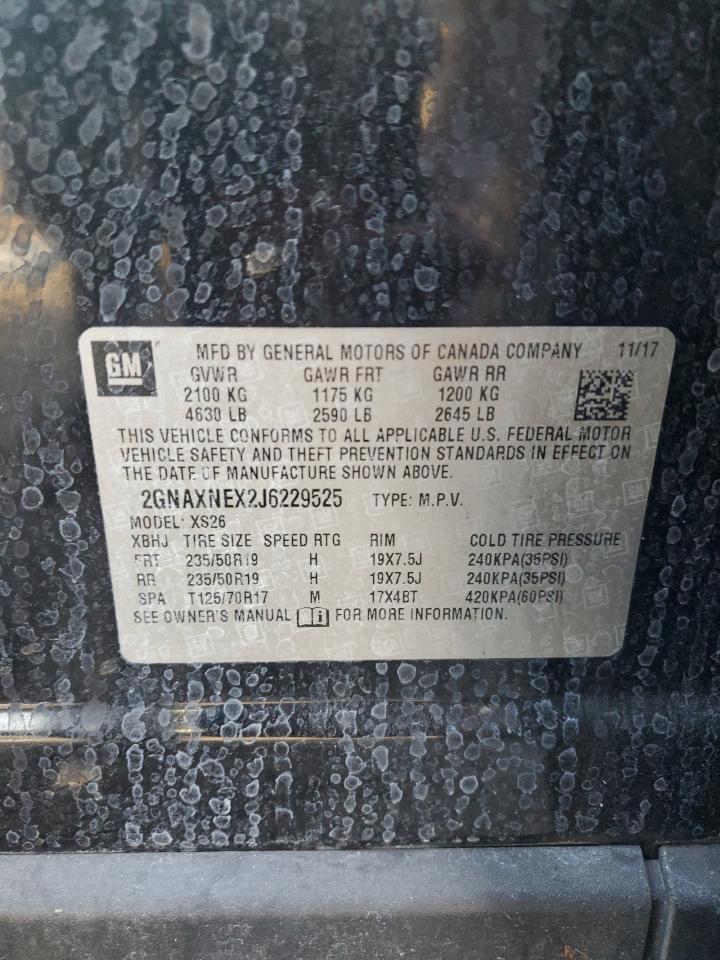 GM MFD BY GENERAL MOTORS OF CANADA COMPANY 11/17
GVWR GAWR FRT GAWR RR
2100 KG 1175 KG 1200 KG
4630 LB 2590 LB 2645 LB
THIS VEHICLE CONFORMS TO ALL APPLICABLE U.S. FEDERAL MOTOR
VEHICLE SAFETY AND THEFT PREVENTION STANDARDS IN EFFECT ON
THE DATE OF MANUFACTURE SHOWN ABOVE.
2GNAXNEX2J6229525 TYPE: M.P.V.
MODEL: XS26
XBHJ TIRE SIZE SPEED RTG RIM COLD TIRE PRESSURE
FRT 235/50R19 H 19X7.5J 240KPA(35PSI)
RR 235/50R19 H 19X7.5J 240KPA(35PSI)
SPA T125/70R17 M 17X4BT 420KPA(60PSI)
SEE OWNER'S MANUAL FOR MORE INFORMATION.